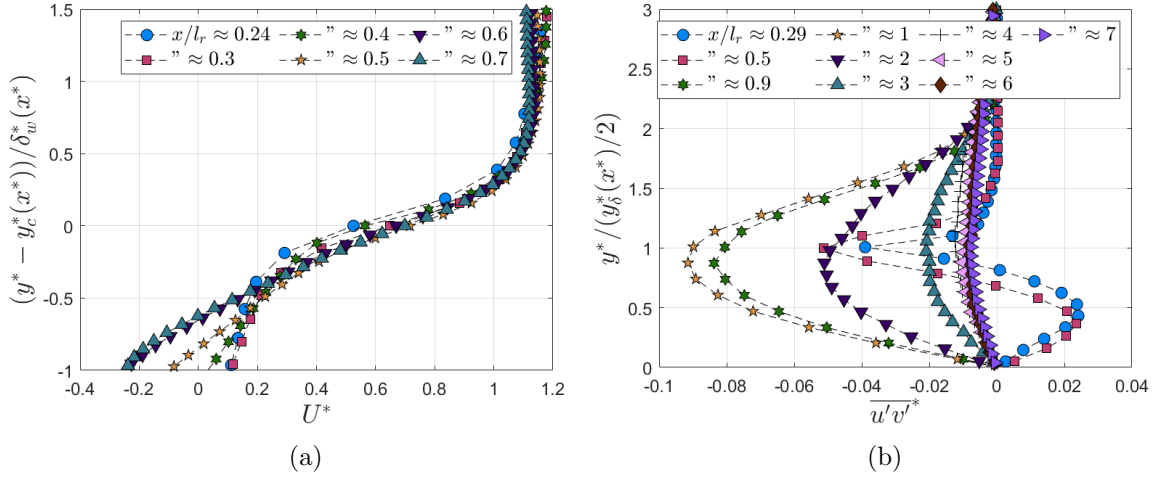 1.5
1
0.5
0
-0.5
-1
(y* − y*_c(x*))/δ*_w(x*)
x/l_r ≈ 0.24 " ≈ 0.4 " ≈ 0.6
" ≈ 0.3 " ≈ 0.5 " ≈ 0.7
-0.2 0 0.2 0.4 0.6 0.8 1 1.2
U*
(a)
3
2.5
2
1.5
1
0.5
0
y*/(y*_δ(x*)/2)
x/l_r ≈ 0.29 " ≈ 1 " ≈ 4 " ≈ 7
" ≈ 0.5 " ≈ 2 " ≈ 5
" ≈ 0.9 " ≈ 3 " ≈ 6
-0.1 -0.08 -0.06 -0.04 -0.02 0 0.02 0.04
u′v′*
(b)